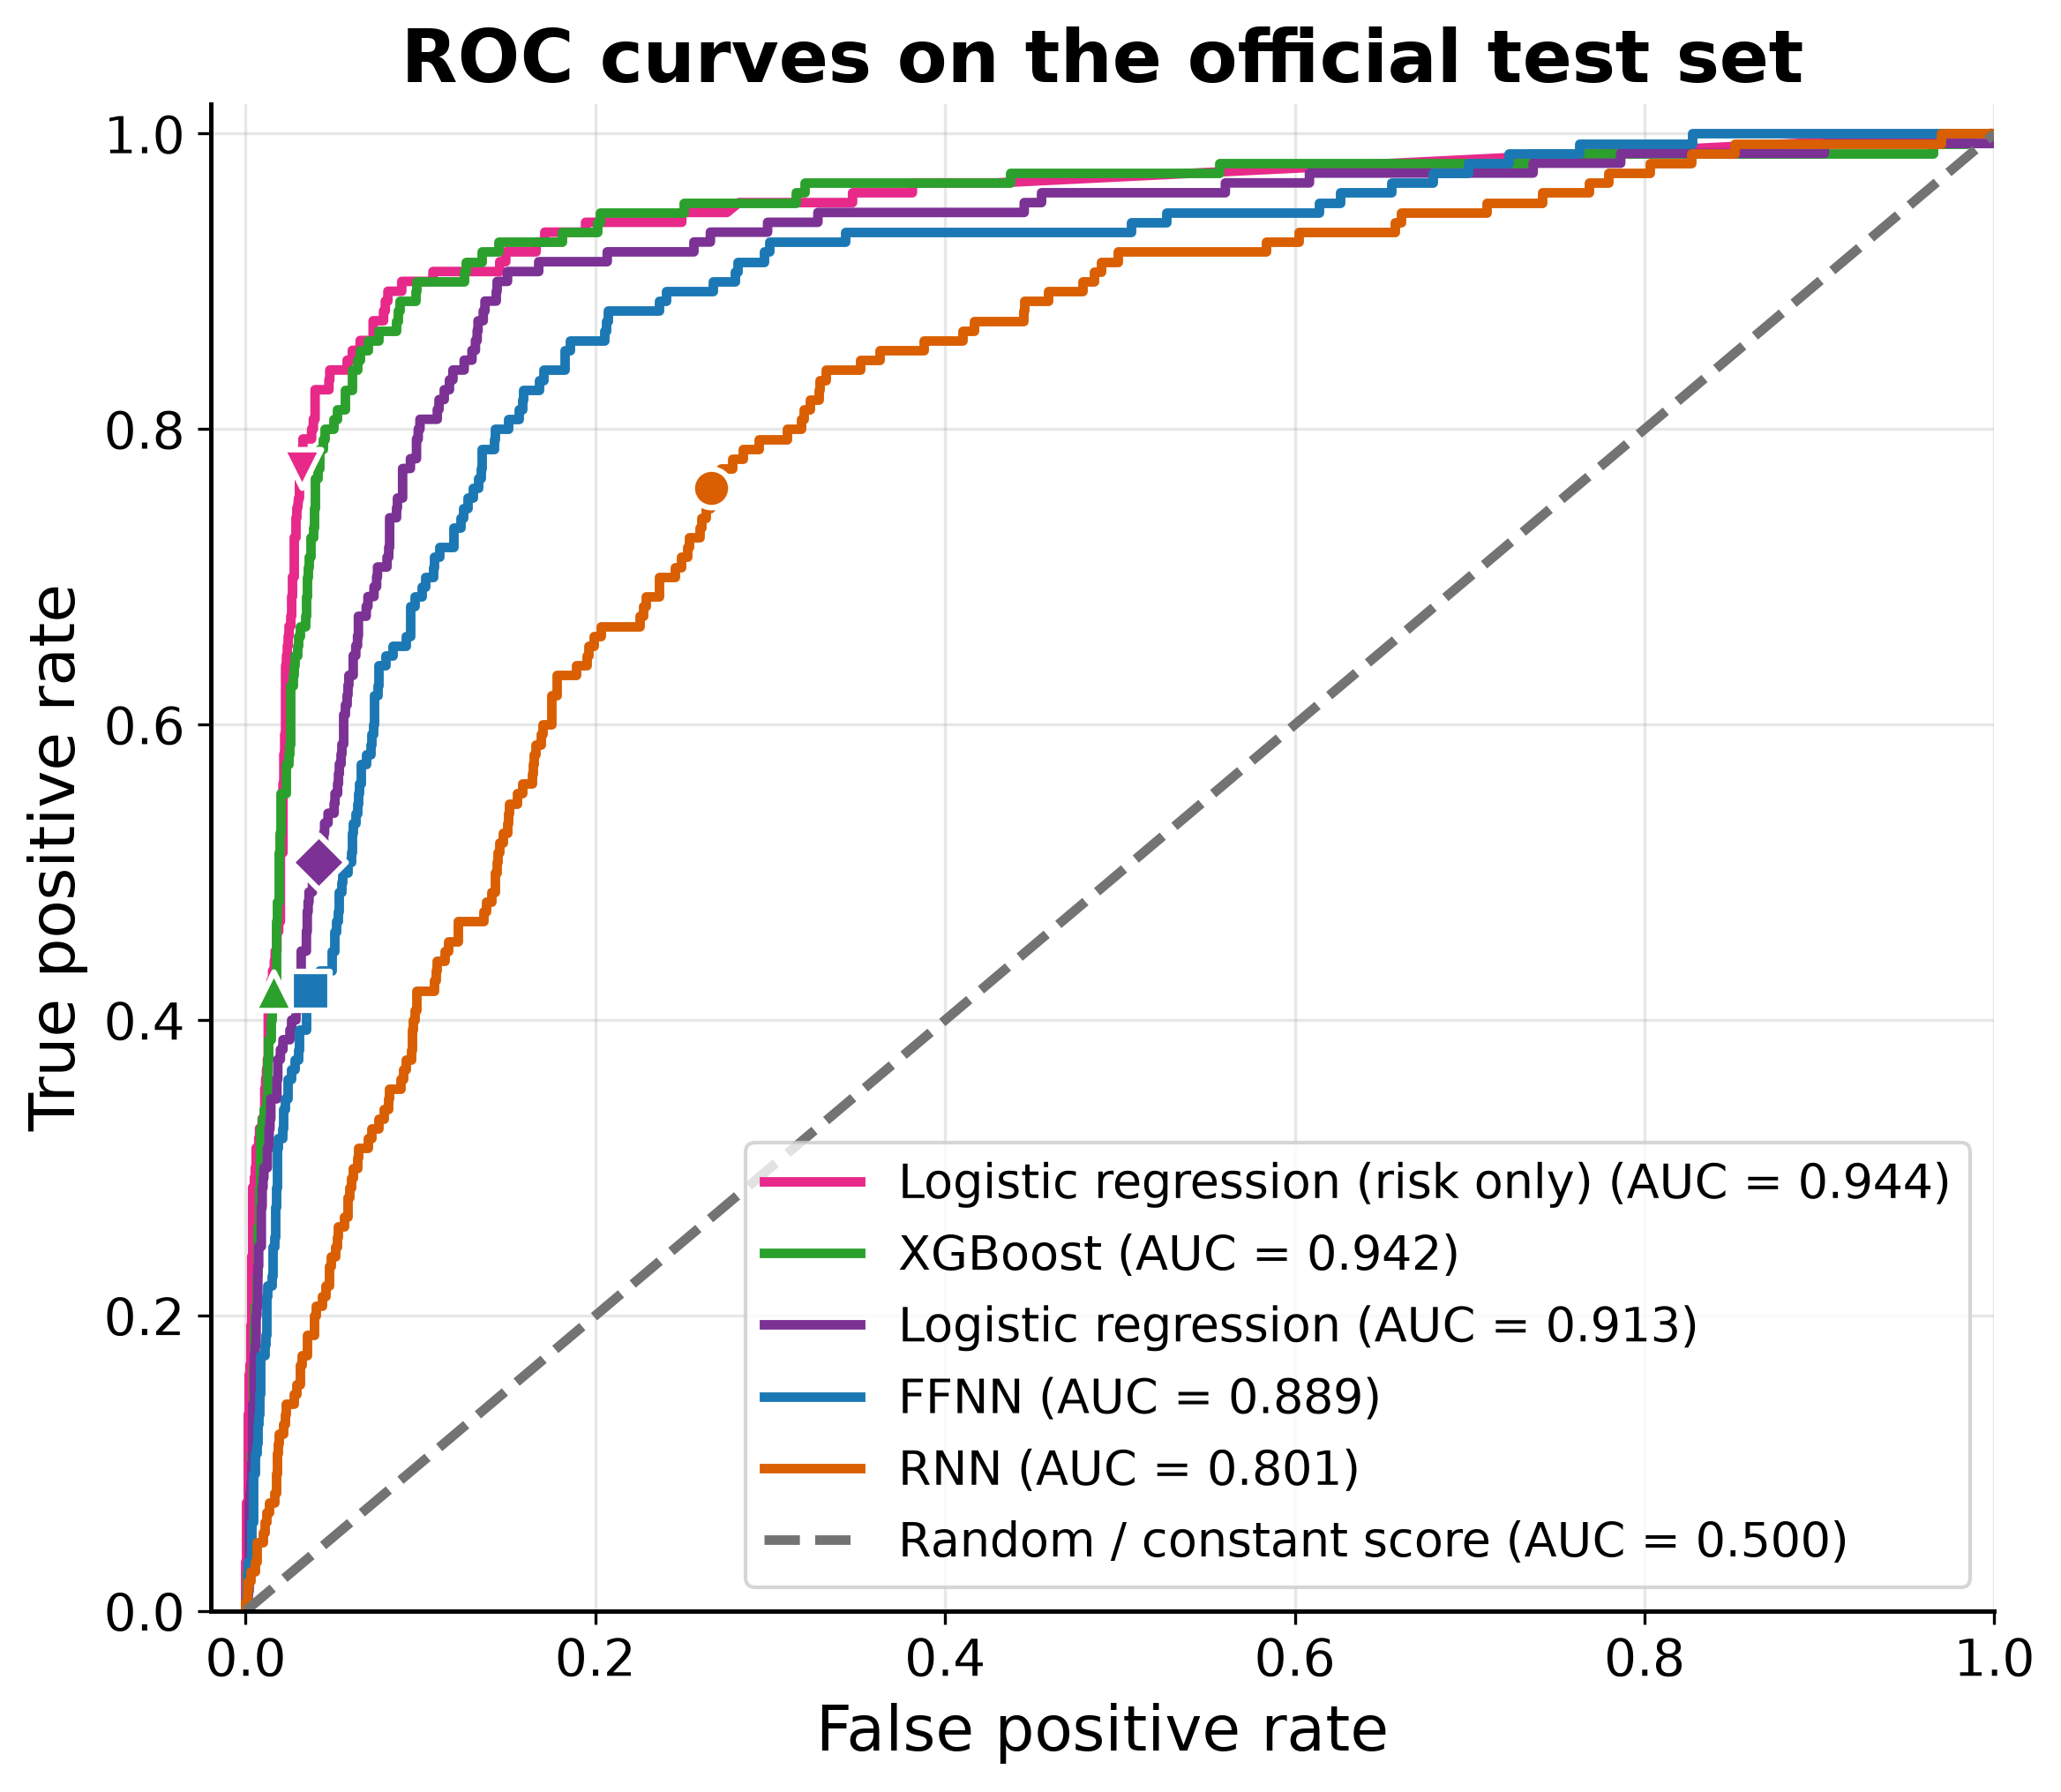 ROC curves on the official test set
True positive rate
1.0
0.8
0.6
0.4
0.2
0.0
Logistic regression (risk only) (AUC = 0.944)
XGBoost (AUC = 0.942)
Logistic regression (AUC = 0.913)
FFNN (AUC = 0.889)
RNN (AUC = 0.801)
Random / constant score (AUC = 0.500)
0.0 0.2 0.4 0.6 0.8 1.0
False positive rate